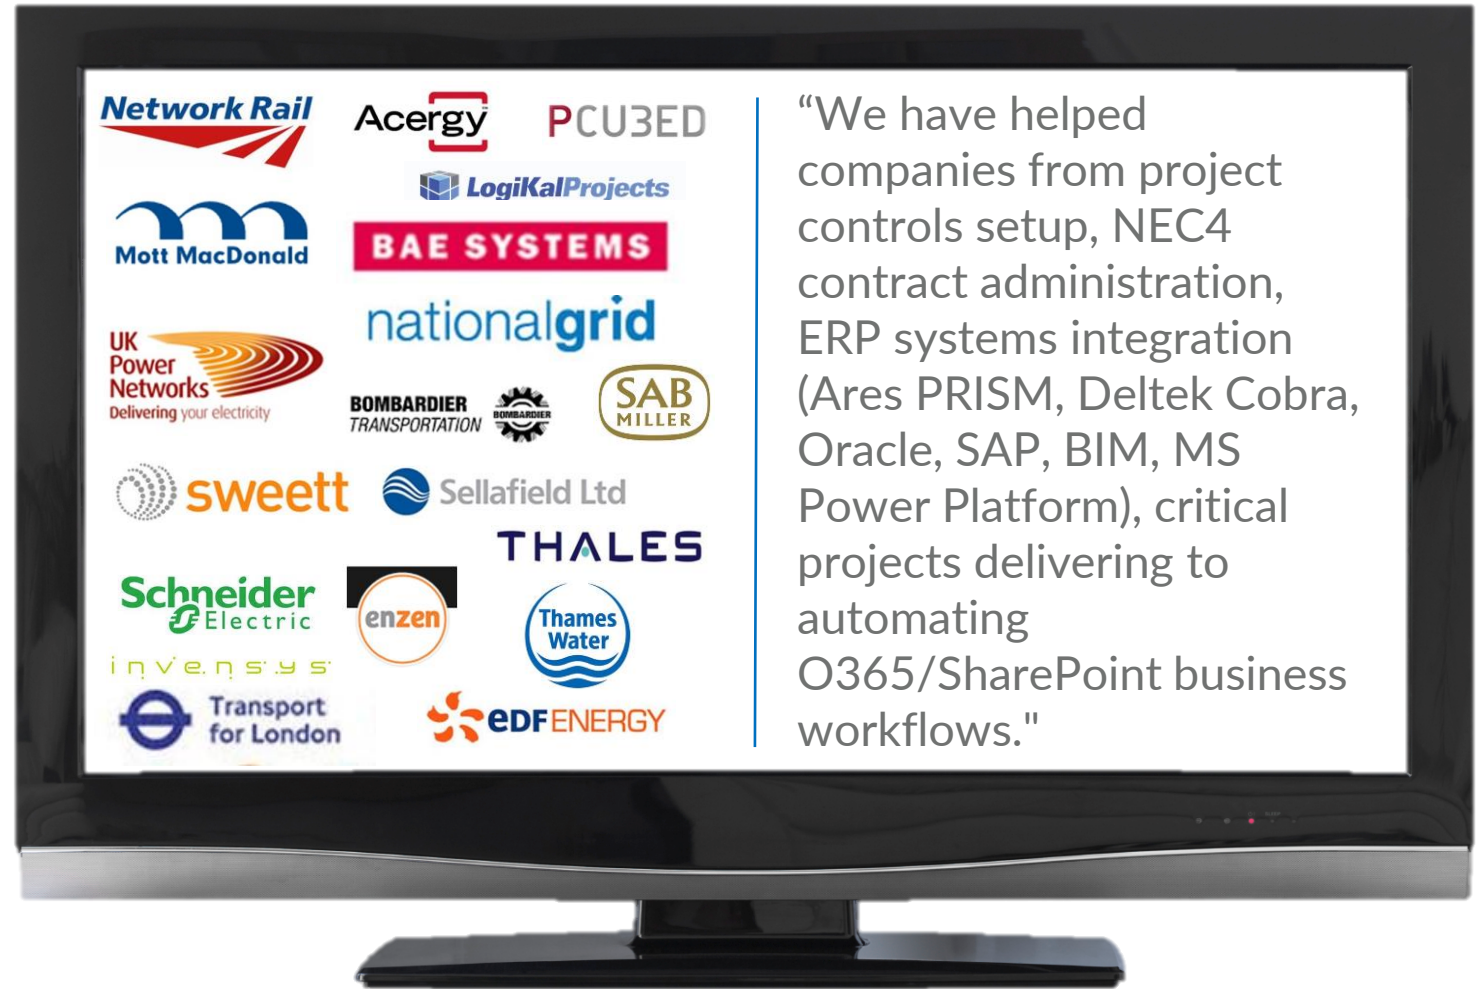 Network Rail
Acergy
PCU3ED
LogiKalProjects
Mott MacDonald
BAE SYSTEMS
nationalgrid
UK
Power
Networks
Delivering your electricity
BOMBARDIER
TRANSPORTATION
BOMBARDIER
SAB
MILLER
sweett
Sellafield Ltd
THALES
Schneider
Electric
enzen
Thames
Water
invensys
Transport
for London
eDF ENERGY
“We have helped
companies from project
controls setup, NEC4
contract administration,
ERP systems integration
(Ares PRISM, Deltek Cobra,
Oracle, SAP, BIM, MS
Power Platform), critical
projects delivering to
automating
O365/SharePoint business
workflows."